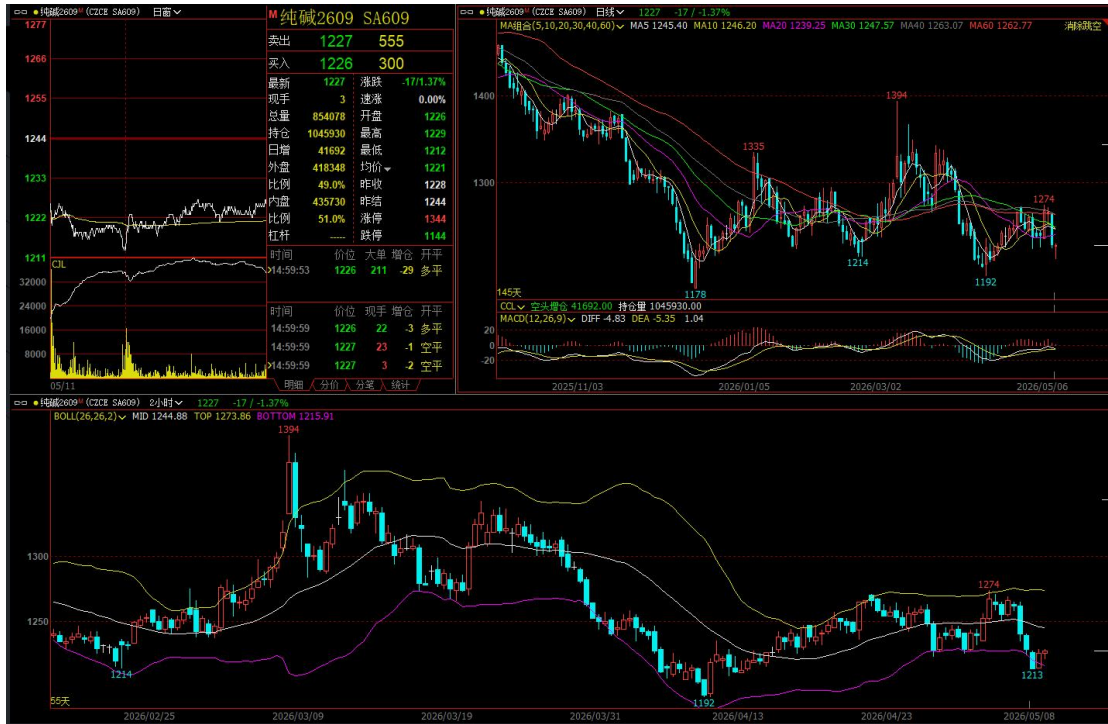 纯碱2609M (CZCE SA609) 日窗
1277
1266
1255
1244
1233
1222
1211
CJL
32000
24000
16000
8000
05/11
M 纯碱2609 SA609
卖出 1227 555
买入 1226 300
最新 1227 涨跌 -17/1.37%
现手 3 速涨 0.00%
总量 854078 开盘 1226
持仓 1045930 最高 1229
日增 41692 最低 1212
外盘 418348 均价 1221
比例 49.0% 昨收 1228
内盘 435730 昨结 1244
比例 51.0% 涨停 1344
杠杆 ----- 跌停 1144
时间 价位 大单 增仓 开平
14:59:53 1226 211 -29 多平
时间 价位 现手 增仓 开平
14:59:59 1226 22 -3 多平
14:59:59 1227 23 -1 空平
14:59:59 1227 3 -2 空平
明细 分价 分笔 统计
纯碱2609M (CZCE SA609) 日线 1227 -17 / -1.37%
MA组合(5,10,20,30,40,60) MA5 1245.40 MA10 1246.20 MA20 1239.25 MA30 1247.57 MA40 1263.07 MA60 1262.77 消除跳空
1394
1400
1335
1300
1274
1214
1192
1178
145天
CCL 空头增仓 41692.00 持仓量 1045930.00
MACD(12,26,9) DIFF -4.83 DEA -5.35 1.04
20
0
-20
2025/11/03 2026/01/05 2026/03/02 2026/05/06
纯碱2609M (CZCE SA609) 2小时 1227 -17 / -1.37%
BOLL(26,26,2) MID 1244.88 TOP 1273.86 BOTTOM 1215.91
1394
1300
1274
1250
1214
1213
1192
55天
2026/02/25 2026/03/09 2026/03/19 2026/03/31 2026/04/13 2026/04/23 2026/05/08